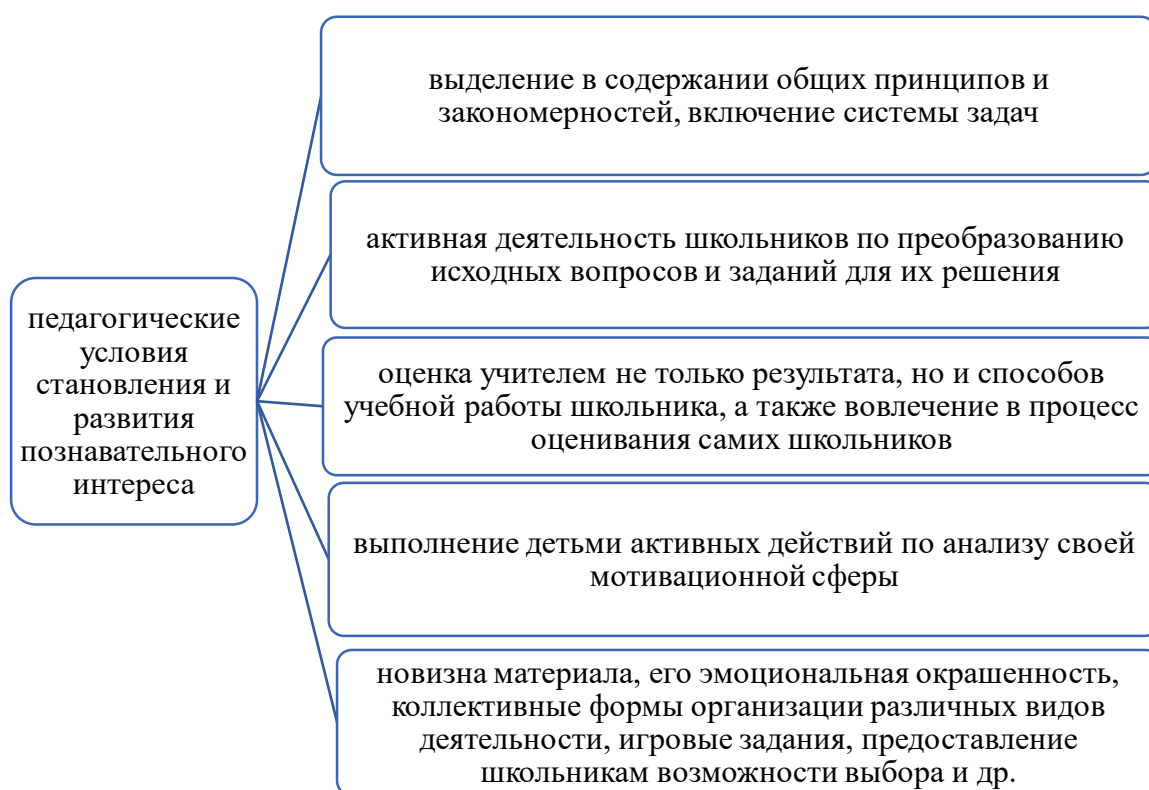 педагогические
условия
становления и
развития
познавательного
интереса
выделение в содержании общих принципов и
закономерностей, включение системы задач
активная деятельность школьников по преобразованию
исходных вопросов и заданий для их решения
оценка учителем не только результата, но и способов
учебной работы школьника, а также вовлечение в процесс
оценивания самих школьников
выполнение детьми активных действий по анализу своей
мотивационной сферы
новизна материала, его эмоциональная окрашенность,
коллективные формы организации различных видов
деятельности, игровые задания, предоставление
школьникам возможности выбора и др.